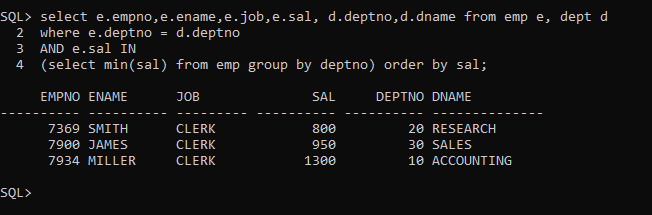 SQL> select e.empno,e.ename,e.job,e.sal, d.deptno,d.dname from emp e, dept d
  2  where e.deptno = d.deptno
  3  AND e.sal IN
  4  (select min(sal) from emp group by deptno) order by sal;

     EMPNO ENAME      JOB              SAL     DEPTNO DNAME
---------- ---------- --------- ---------- ---------- --------------
      7369 SMITH      CLERK            800         20 RESEARCH
      7900 JAMES      CLERK            950         30 SALES
      7934 MILLER     CLERK           1300         10 ACCOUNTING

SQL>